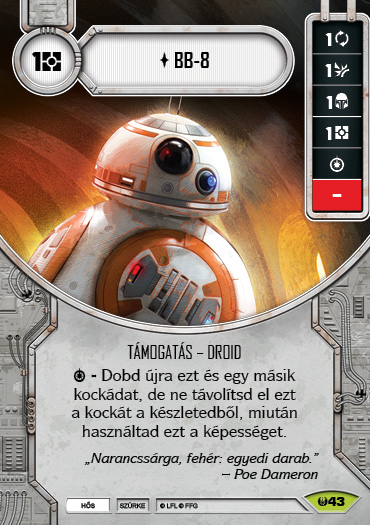 1
BB-8
1
1
1
1
–
TÁMOGATÁS – DROID
- Dobd újra ezt és egy másik
kockádat, de ne távolítsd el ezt
a kockát a készletedből, miután
használtad ezt a képességet.
„Narancssárga, fehér: egyedi darab.”
– Poe Dameron
HŐS
SZÜRKE
© LFL © FFG
43